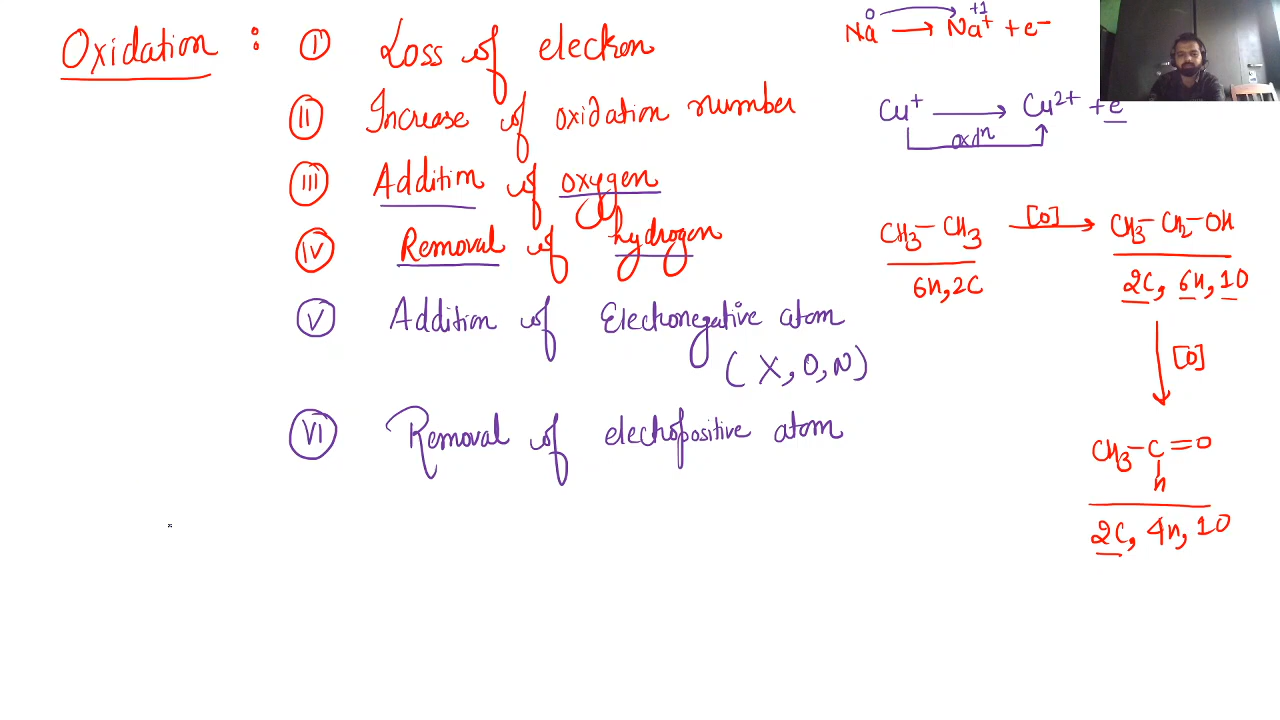 Oxidation : (i) Loss of electron
(ii) Increase of oxidation number
(iii) Addition of oxygen
(iv) Removal of hydrogen
(v) Addition of Electronegative atom
(X, O, N)
(vi) Removal of electropositive atom
0 +1
Na → Na⁺ + e⁻
Cu⁺ → Cu²⁺ + e
oxdⁿ
CH₃–CH₃ [O] → CH₃–CH₂–OH
6H, 2C
2C, 6H, 1O
[O]
CH₃–C=O
H
2C, 4H, 1O